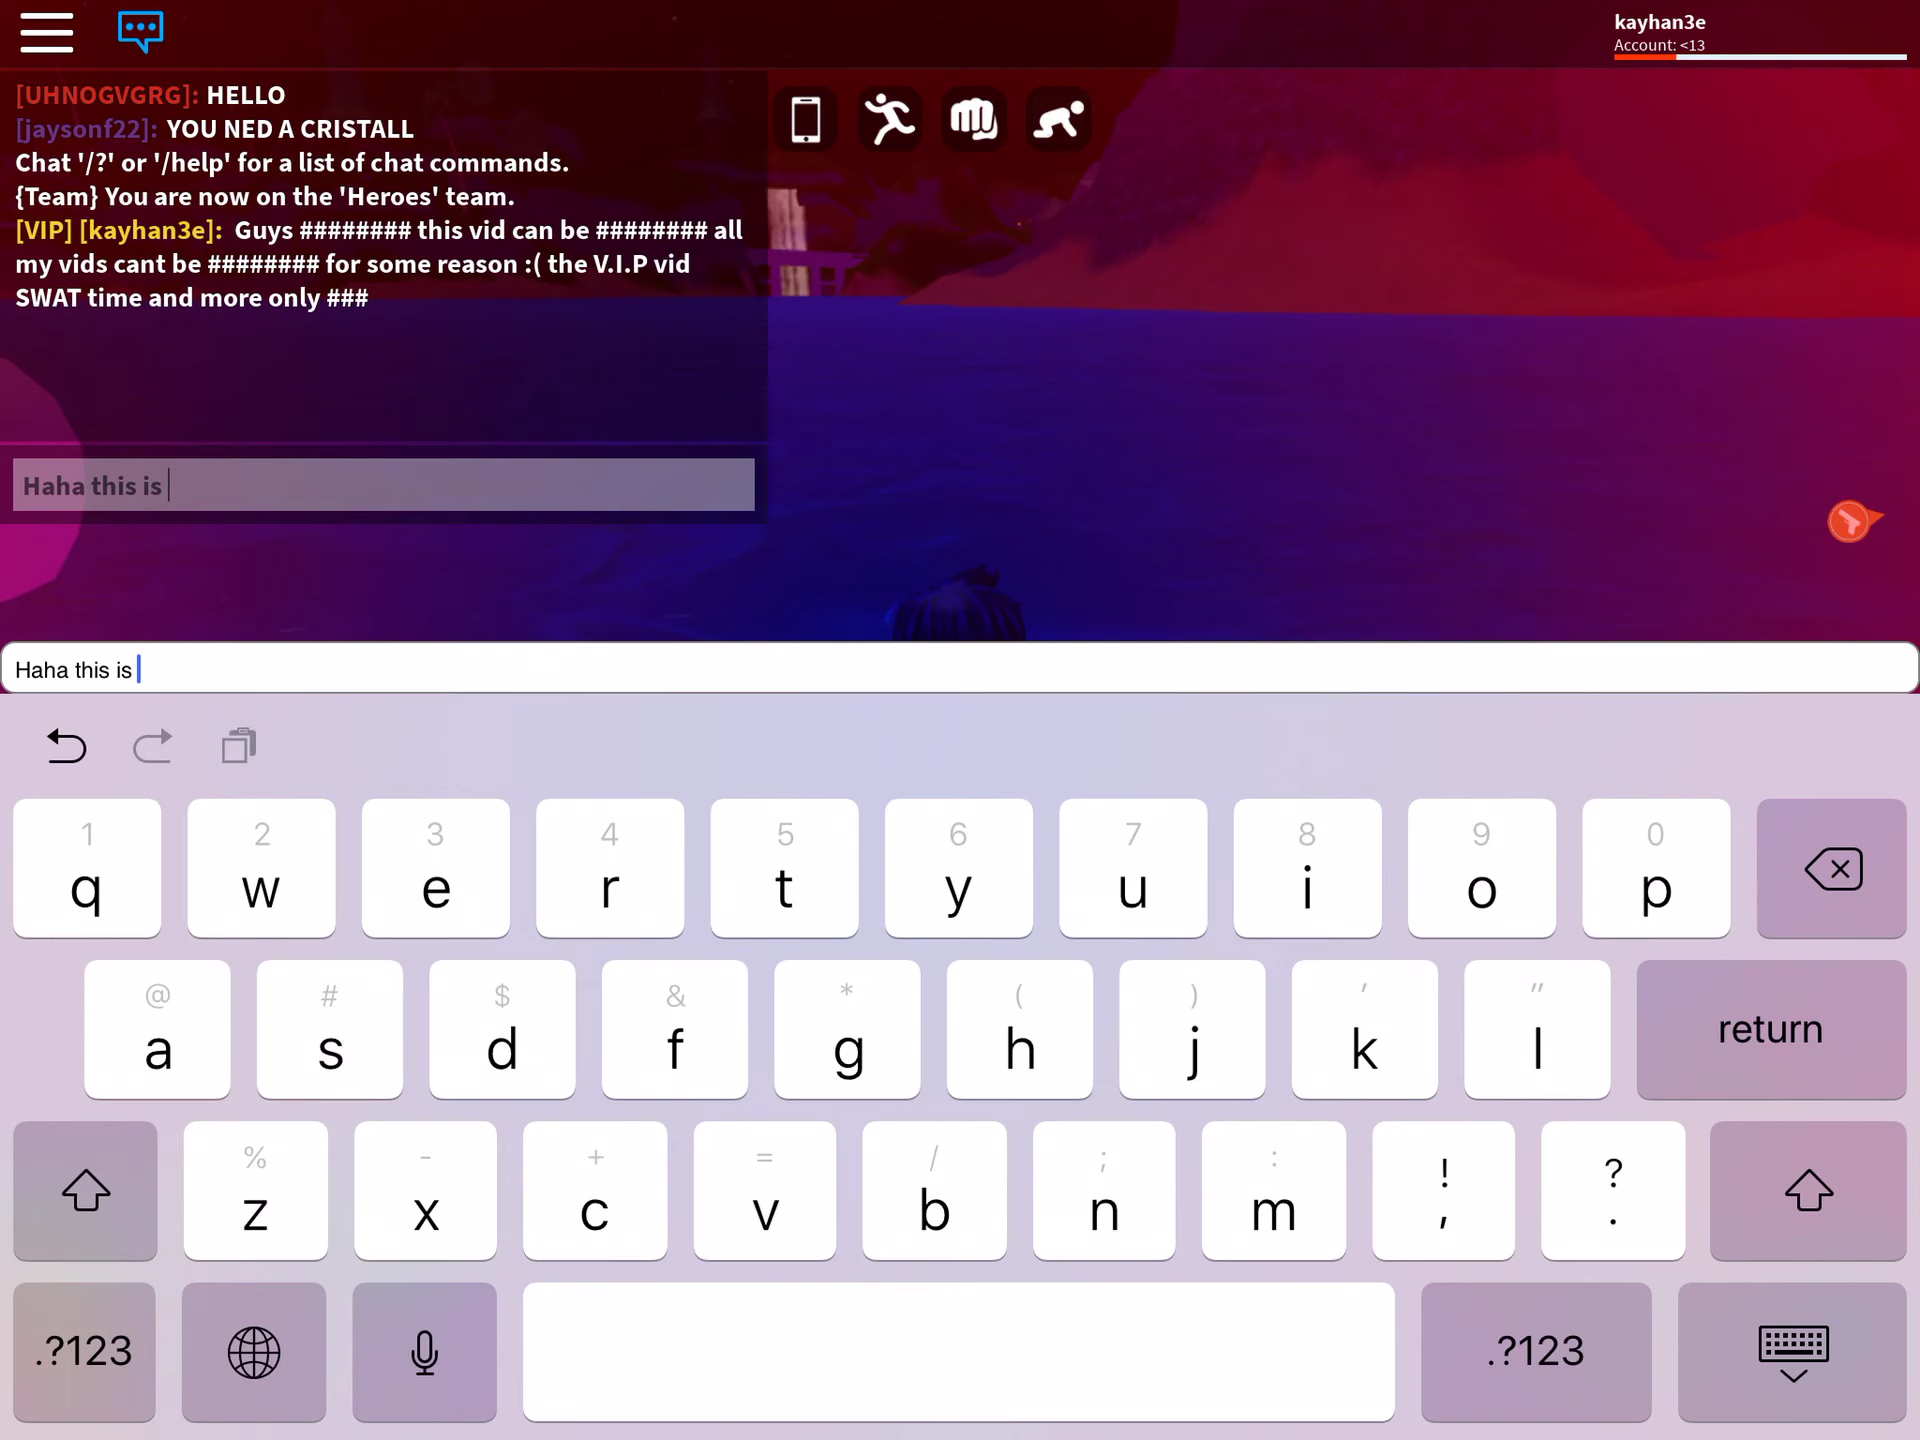 kayhan3e
Account: <13
[UHNOGVGRG]: HELLO
[jaysonf22]: YOU NED A CRISTALL
Chat '/?' or '/help' for a list of chat commands.
{Team} You are now on the 'Heroes' team.
[VIP] [kayhan3e]: Guys ######## this vid can be ######## all
my vids cant be ######## for some reason :( the V.I.P vid
SWAT time and more only ###
Haha this is
Haha this is
1 2 3 4 5 6 7 8 9 0
q w e r t y u i o p
@ # $ & * ( ) ' "
a s d f g h j k l return
% - + = / ; : ! ?
z x c v b n m , .
.?123 .?123